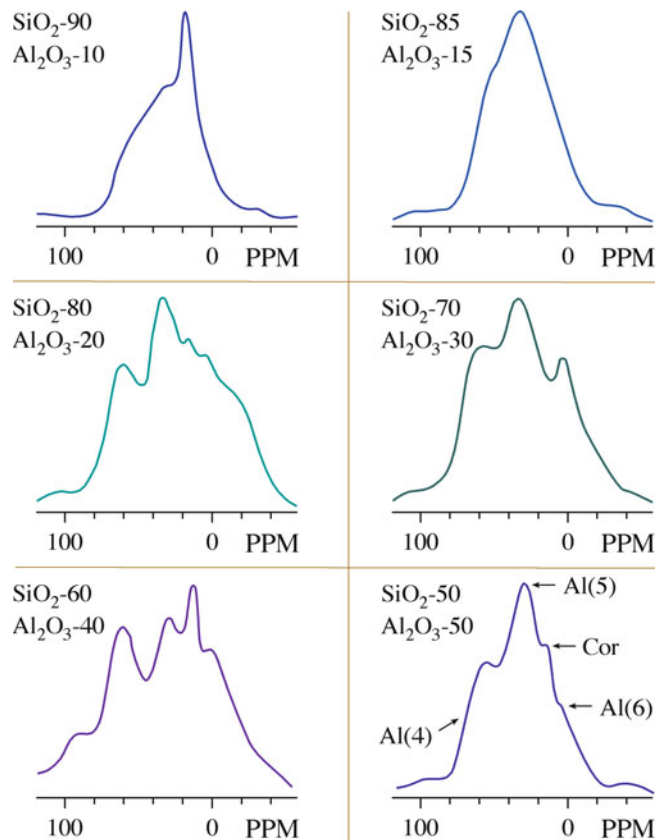 SiO₂-90
Al₂O₃-10
100 0 PPM
SiO₂-85
Al₂O₃-15
100 0 PPM
SiO₂-80
Al₂O₃-20
100 0 PPM
SiO₂-70
Al₂O₃-30
100 0 PPM
SiO₂-60
Al₂O₃-40
100 0 PPM
SiO₂-50
Al₂O₃-50
Al(5)
Cor
Al(6)
Al(4)
100 0 PPM